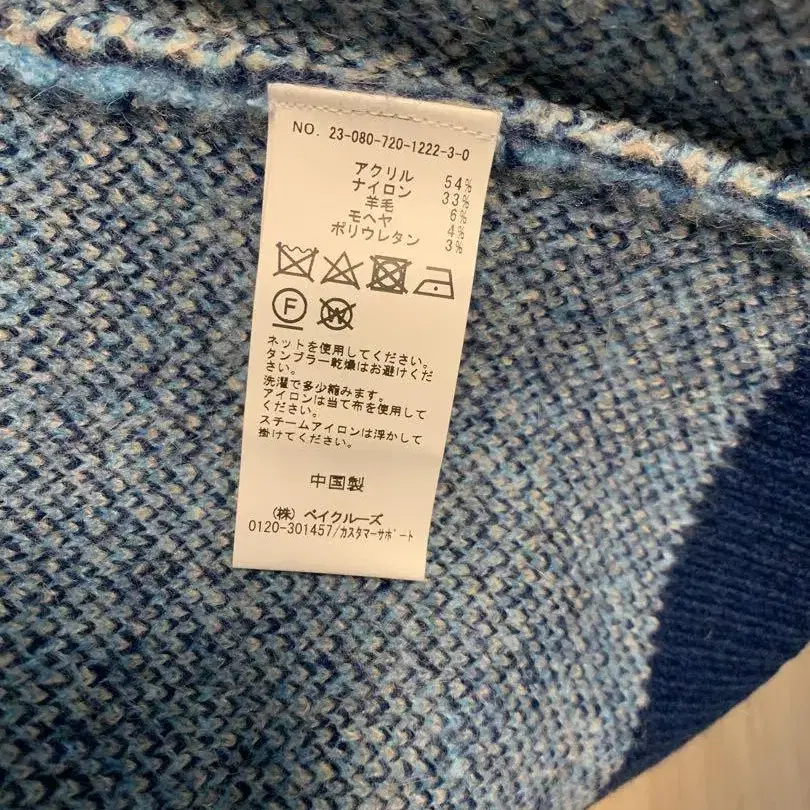 NO. 23-080-720-1222-3-0
アクリル 54%
ナイロン 33%
羊毛 6%
モヘヤ 4%
ポリウレタン 3%
F W
ネットを使用してください。
タンブラー乾燥はお避けくだ
さい。
洗濯で多少縮みます。
アイロンは当て布を使用して
ください。
スチームアイロンは浮かして
掛けてください。
中国製
(株) ベイクルーズ
0120-301457/カスタマーサポート